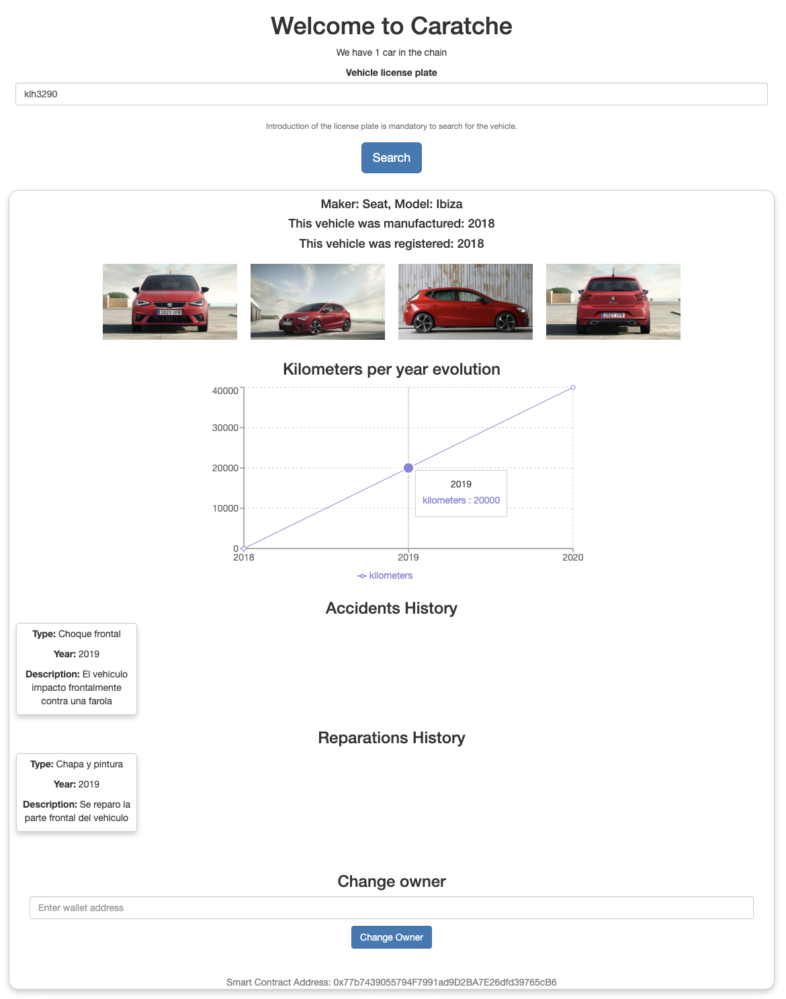 Welcome to Caratche
We have 1 car in the chain
Vehicle license plate
klh3290
Introduction of the license plate is mandatory to search for the vehicle.
Search
Maker: Seat, Model: Ibiza
This vehicle was manufactured: 2018
This vehicle was registered: 2018
2021 IFR
2021 IFR
Kilometers per year evolution
40000
30000
20000
10000
0
2019
kilometers : 20000
2018 2019 2020
kilometers
Accidents History
Type: Choque frontal
Year: 2019
Description: El vehiculo
impacto frontalmente
contra una farola
Reparations History
Type: Chapa y pintura
Year: 2019
Description: Se reparo la
parte frontal del vehiculo
Change owner
Enter wallet address
Change Owner
Smart Contract Address: 0x77b7439055794F7991ad9D2BA7E26dfd39765cB6